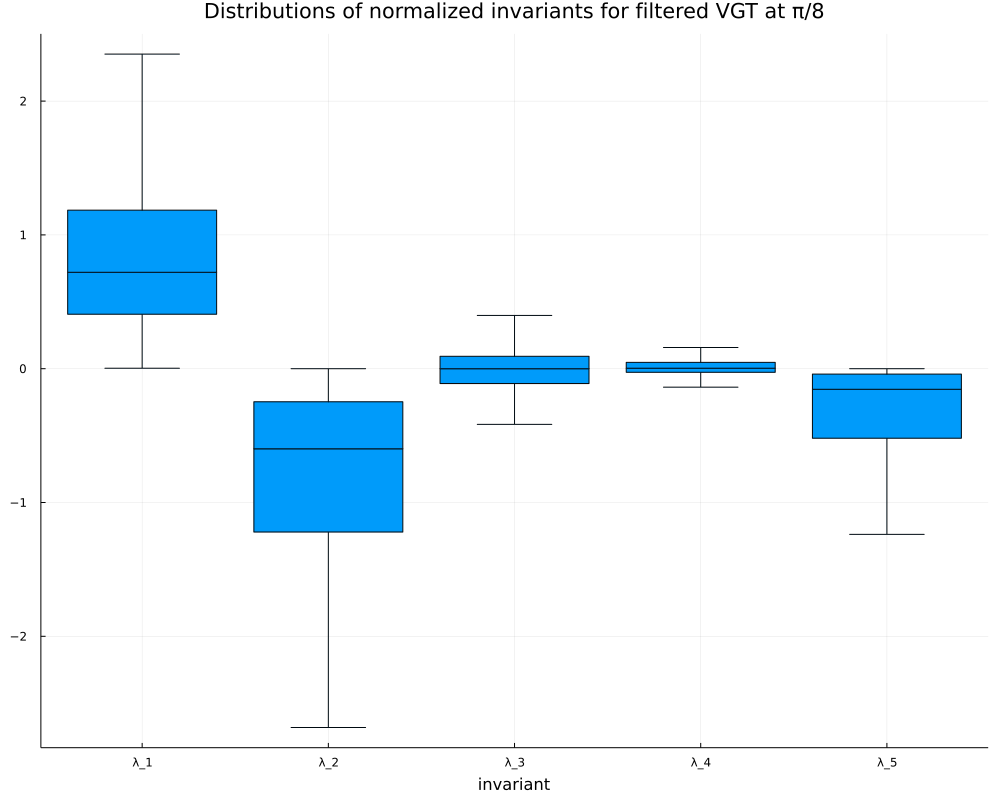 Distributions of normalized invariants for filtered VGT at π/8
2
1
0
−1
−2
λ_1 λ_2 λ_3 λ_4 λ_5
invariant